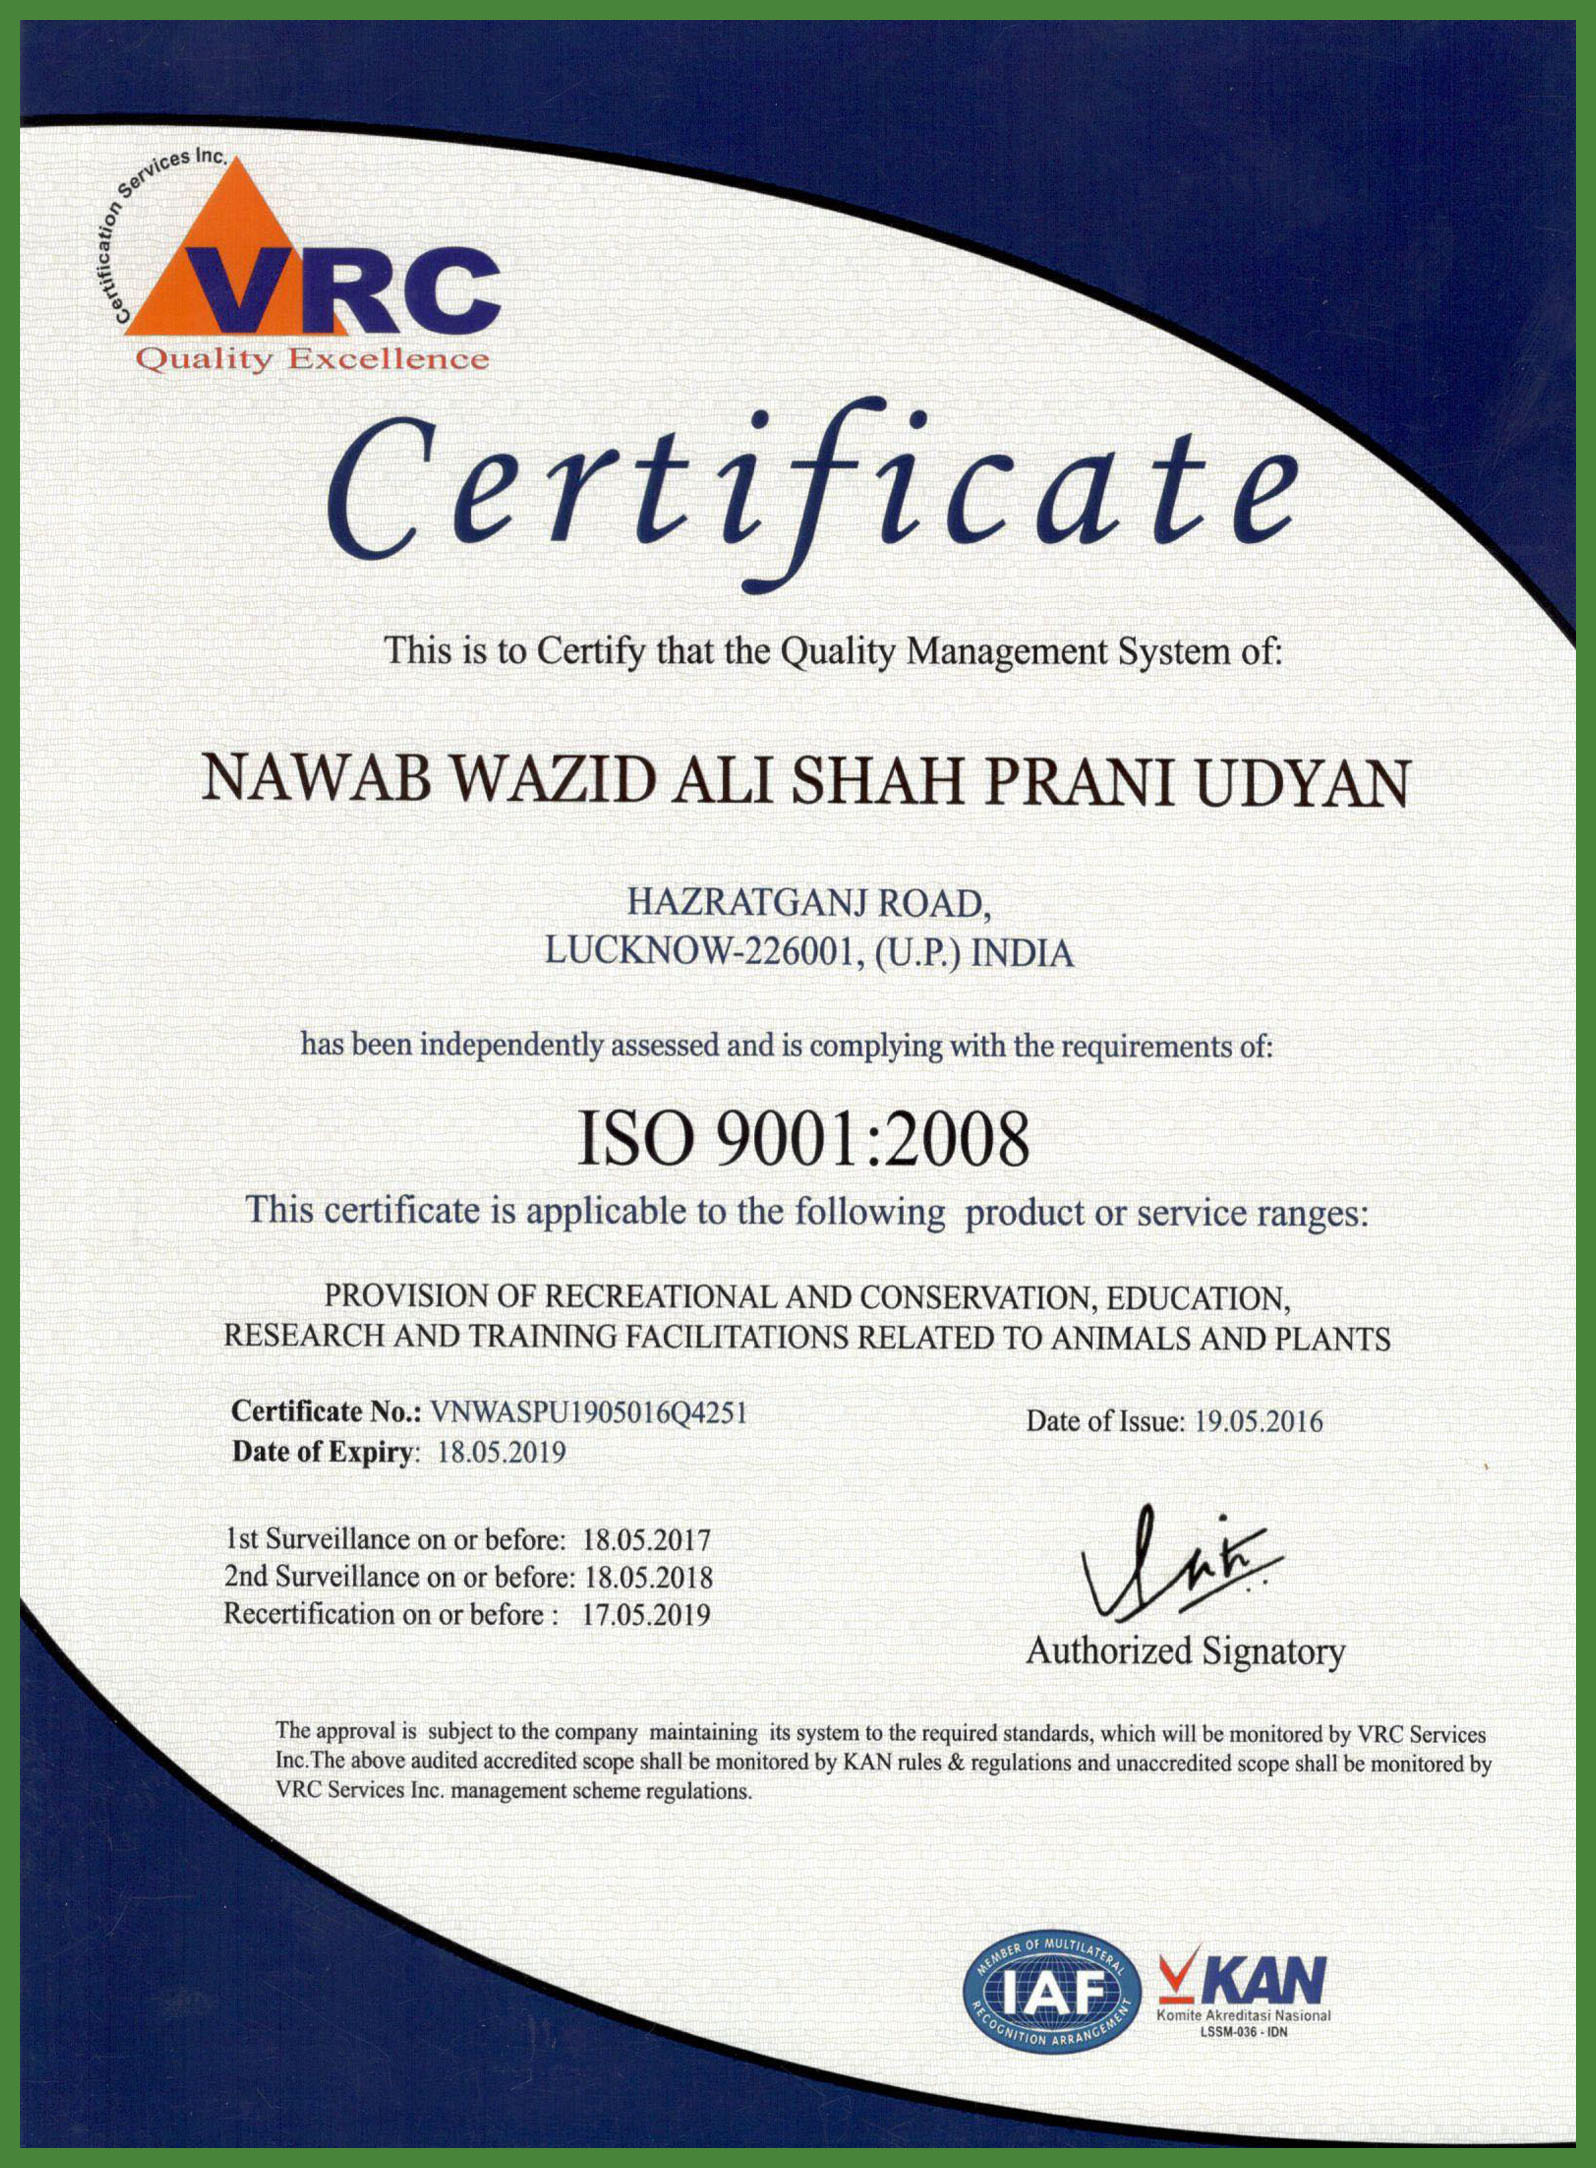 Certification Services Inc.
VRC
Quality Excellence
Certificate
This is to Certify that the Quality Management System of:
NAWAB WAZID ALI SHAH PRANI UDYAN
HAZRATGANJ ROAD,
LUCKNOW-226001, (U.P.) INDIA
has been independently assessed and is complying with the requirements of:
ISO 9001:2008
This certificate is applicable to the following product or service ranges:
PROVISION OF RECREATIONAL AND CONSERVATION, EDUCATION,
RESEARCH AND TRAINING FACILITATIONS RELATED TO ANIMALS AND PLANTS
Certificate No.: VNWASPU1905016Q4251
Date of Issue: 19.05.2016
Date of Expiry: 18.05.2019
1st Surveillance on or before: 18.05.2017
2nd Surveillance on or before: 18.05.2018
Recertification on or before : 17.05.2019
Authorized Signatory
The approval is subject to the company maintaining its system to the required standards, which will be monitored by VRC Services
Inc.The above audited accredited scope shall be monitored by KAN rules & regulations and unaccredited scope shall be monitored by
VRC Services Inc. management scheme regulations.
MEMBER OF MULTILATERAL
IAF
RECOGNITION ARRANGEMENT
KAN
Komite Akreditasi Nasional
LSSM-036 - IDN